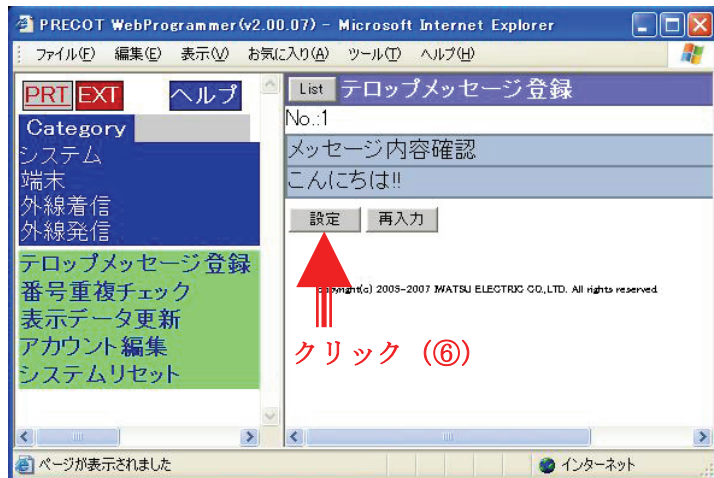 PRECOT WebProgrammer(v2.00.07) - Microsoft Internet Explorer
ファイル(F) 編集(E) 表示(V) お気に入り(A) ツール(T) ヘルプ(H)
PRT EXT ヘルプ
Category
システム
端末
外線着信
外線発信
テロップメッセージ登録
番号重複チェック
表示データ更新
アカウント編集
システムリセット
List テロップメッセージ登録
No.:1
メッセージ内容確認
こんにちは!!
設定 再入力
Copyright(c) 2005-2007 IWATSU ELECTRIC CO.,LTD. All rights reserved.
クリック（⑥）
ページが表示されました インターネット